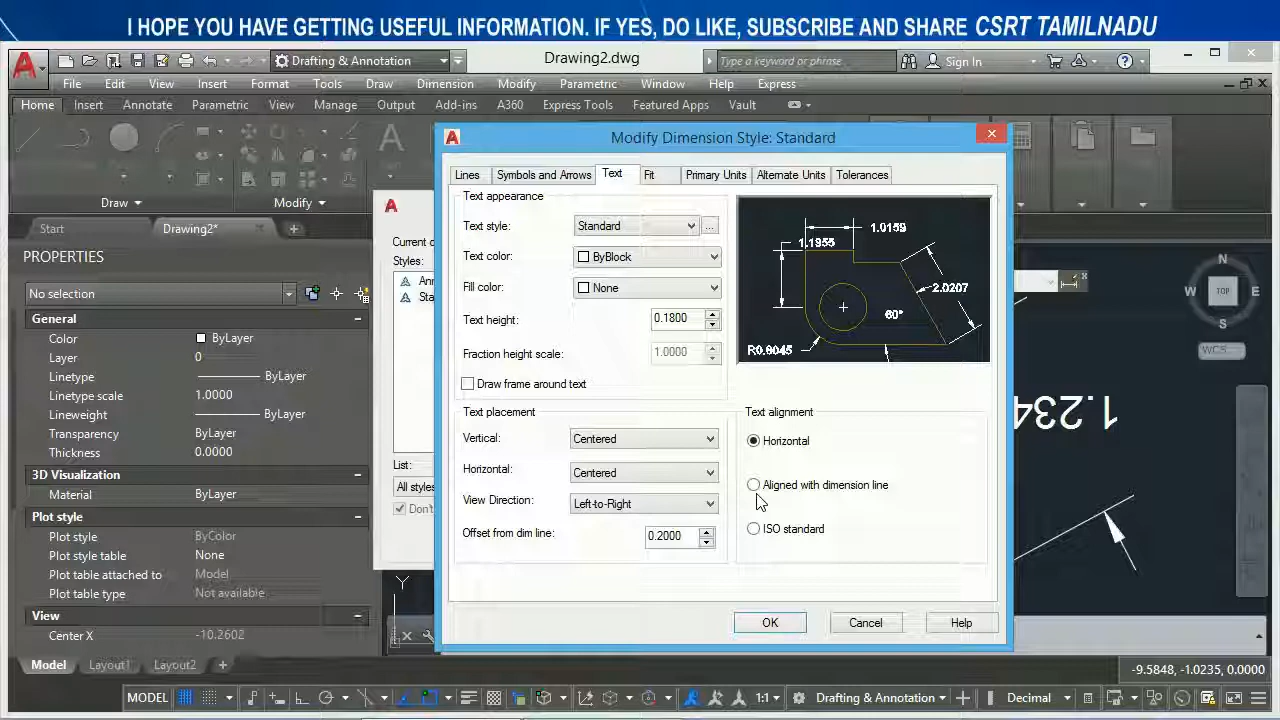 I HOPE YOU HAVE GETTING USEFUL INFORMATION. IF YES, DO LIKE, SUBSCRIBE AND SHARE CSRT TAMILNADU
Drafting & Annotation
Drawing2.dwg
Type a keyword or phrase
Sign In
File Edit View Insert Format Tools Draw Dimension Modify Parametric Window Help Express
Home Insert Annotate Parametric View Manage Output Add-ins A360 Express Tools Featured Apps Vault
Draw
Modify
Start
Drawing2*
PROPERTIES
No selection
General
Color ByLayer
Layer 0
Linetype ByLayer
Linetype scale 1.0000
Lineweight ByLayer
Transparency ByLayer
Thickness 0.0000
3D Visualization
Material ByLayer
Plot style
Plot style ByColor
Plot style table None
Plot table attached to Model
Plot table type Not available
View
Center X -10.2602
Styles:
List:
All styles
Modify Dimension Style: Standard
Lines Symbols and Arrows Text Fit Primary Units Alternate Units Tolerances
Text appearance
Text style: Standard ...
Text color: ByBlock
Fill color: None
Text height: 0.1800
Fraction height scale: 1.0000
Draw frame around text
1.0159
1.1955
2.0207
60°
R0.8045
Text placement
Vertical: Centered
Horizontal: Centered
View Direction: Left-to-Right
Offset from dim line: 0.2000
Text alignment
Horizontal
Aligned with dimension line
ISO standard
OK Cancel Help
N
W TOP E
S
WCS
1.234
Y
Model Layout1 Layout2 +
-9.5848, -1.0235, 0.0000
MODEL
1:1
Drafting & Annotation
Decimal